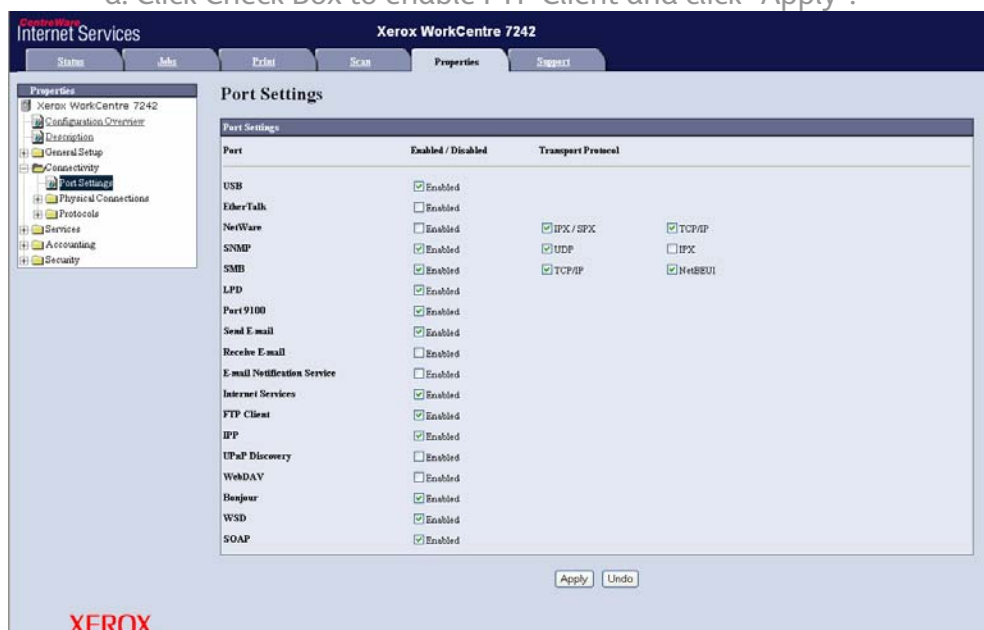 a. Click Check Box to enable FTP Client and click "Apply".
CentreWare
Internet Services
Xerox WorkCentre 7242
Status Jobs Print Scan Properties Support
Properties
Xerox WorkCentre 7242
Configuration Overview
Description
General Setup
Connectivity
Port Settings
Physical Connections
Protocols
Services
Accounting
Security
Port Settings
Port Settings
Port Enabled / Disabled Transport Protocol
USB Enabled
EtherTalk Enabled
NetWare Enabled IPX / SPX TCP/IP
SNMP Enabled UDP IPX
SMB Enabled TCP/IP NetBEUI
LPD Enabled
Port 9100 Enabled
Send E-mail Enabled
Receive E-mail Enabled
E-mail Notification Service Enabled
Internet Services Enabled
FTP Client Enabled
IPP Enabled
UPnP Discovery Enabled
WebDAV Enabled
Bonjour Enabled
WSD Enabled
SOAP Enabled
Apply Undo
XEROX